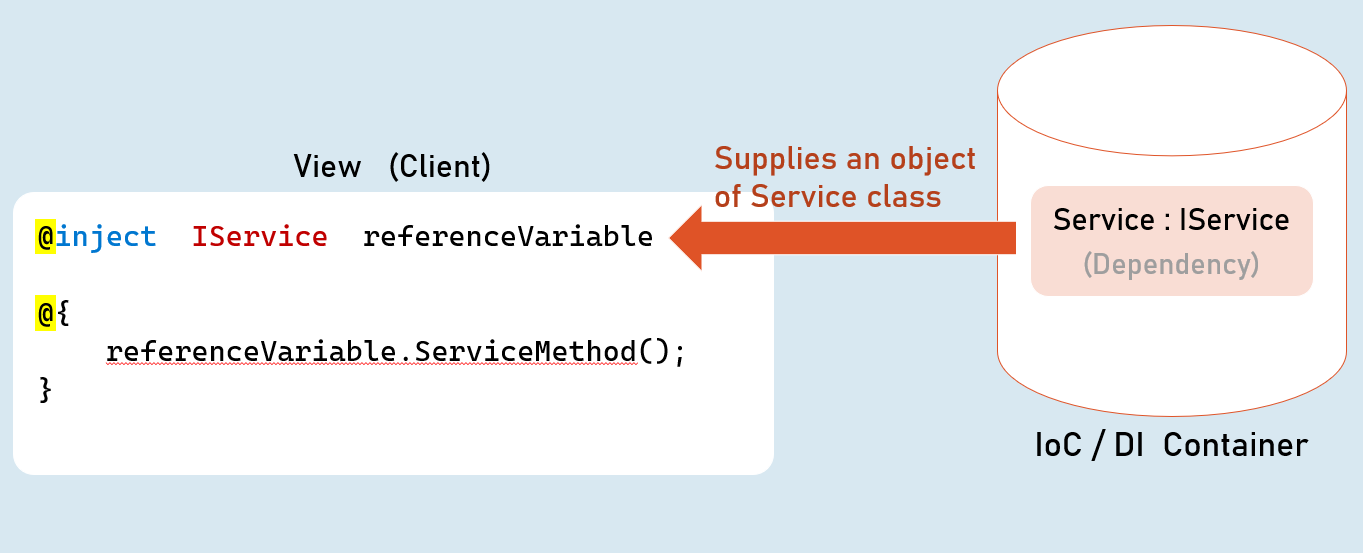 View (Client)
@inject IService referenceVariable
@{
referenceVariable.ServiceMethod();
}
Supplies an object
of Service class
Service : IService
(Dependency)
IoC / DI Container